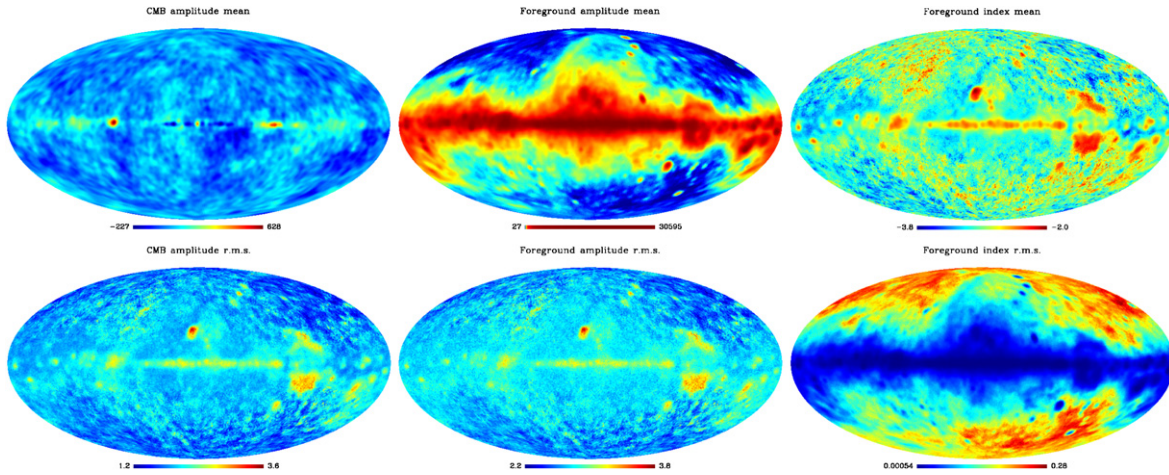 CMB amplitude mean
Foreground amplitude mean
Foreground index mean
-227 628
27 30595
-3.8 -2.0
CMB amplitude r.m.s.
Foreground amplitude r.m.s.
Foreground index r.m.s.
1.2 3.6
2.2 3.8
0.00054 0.28